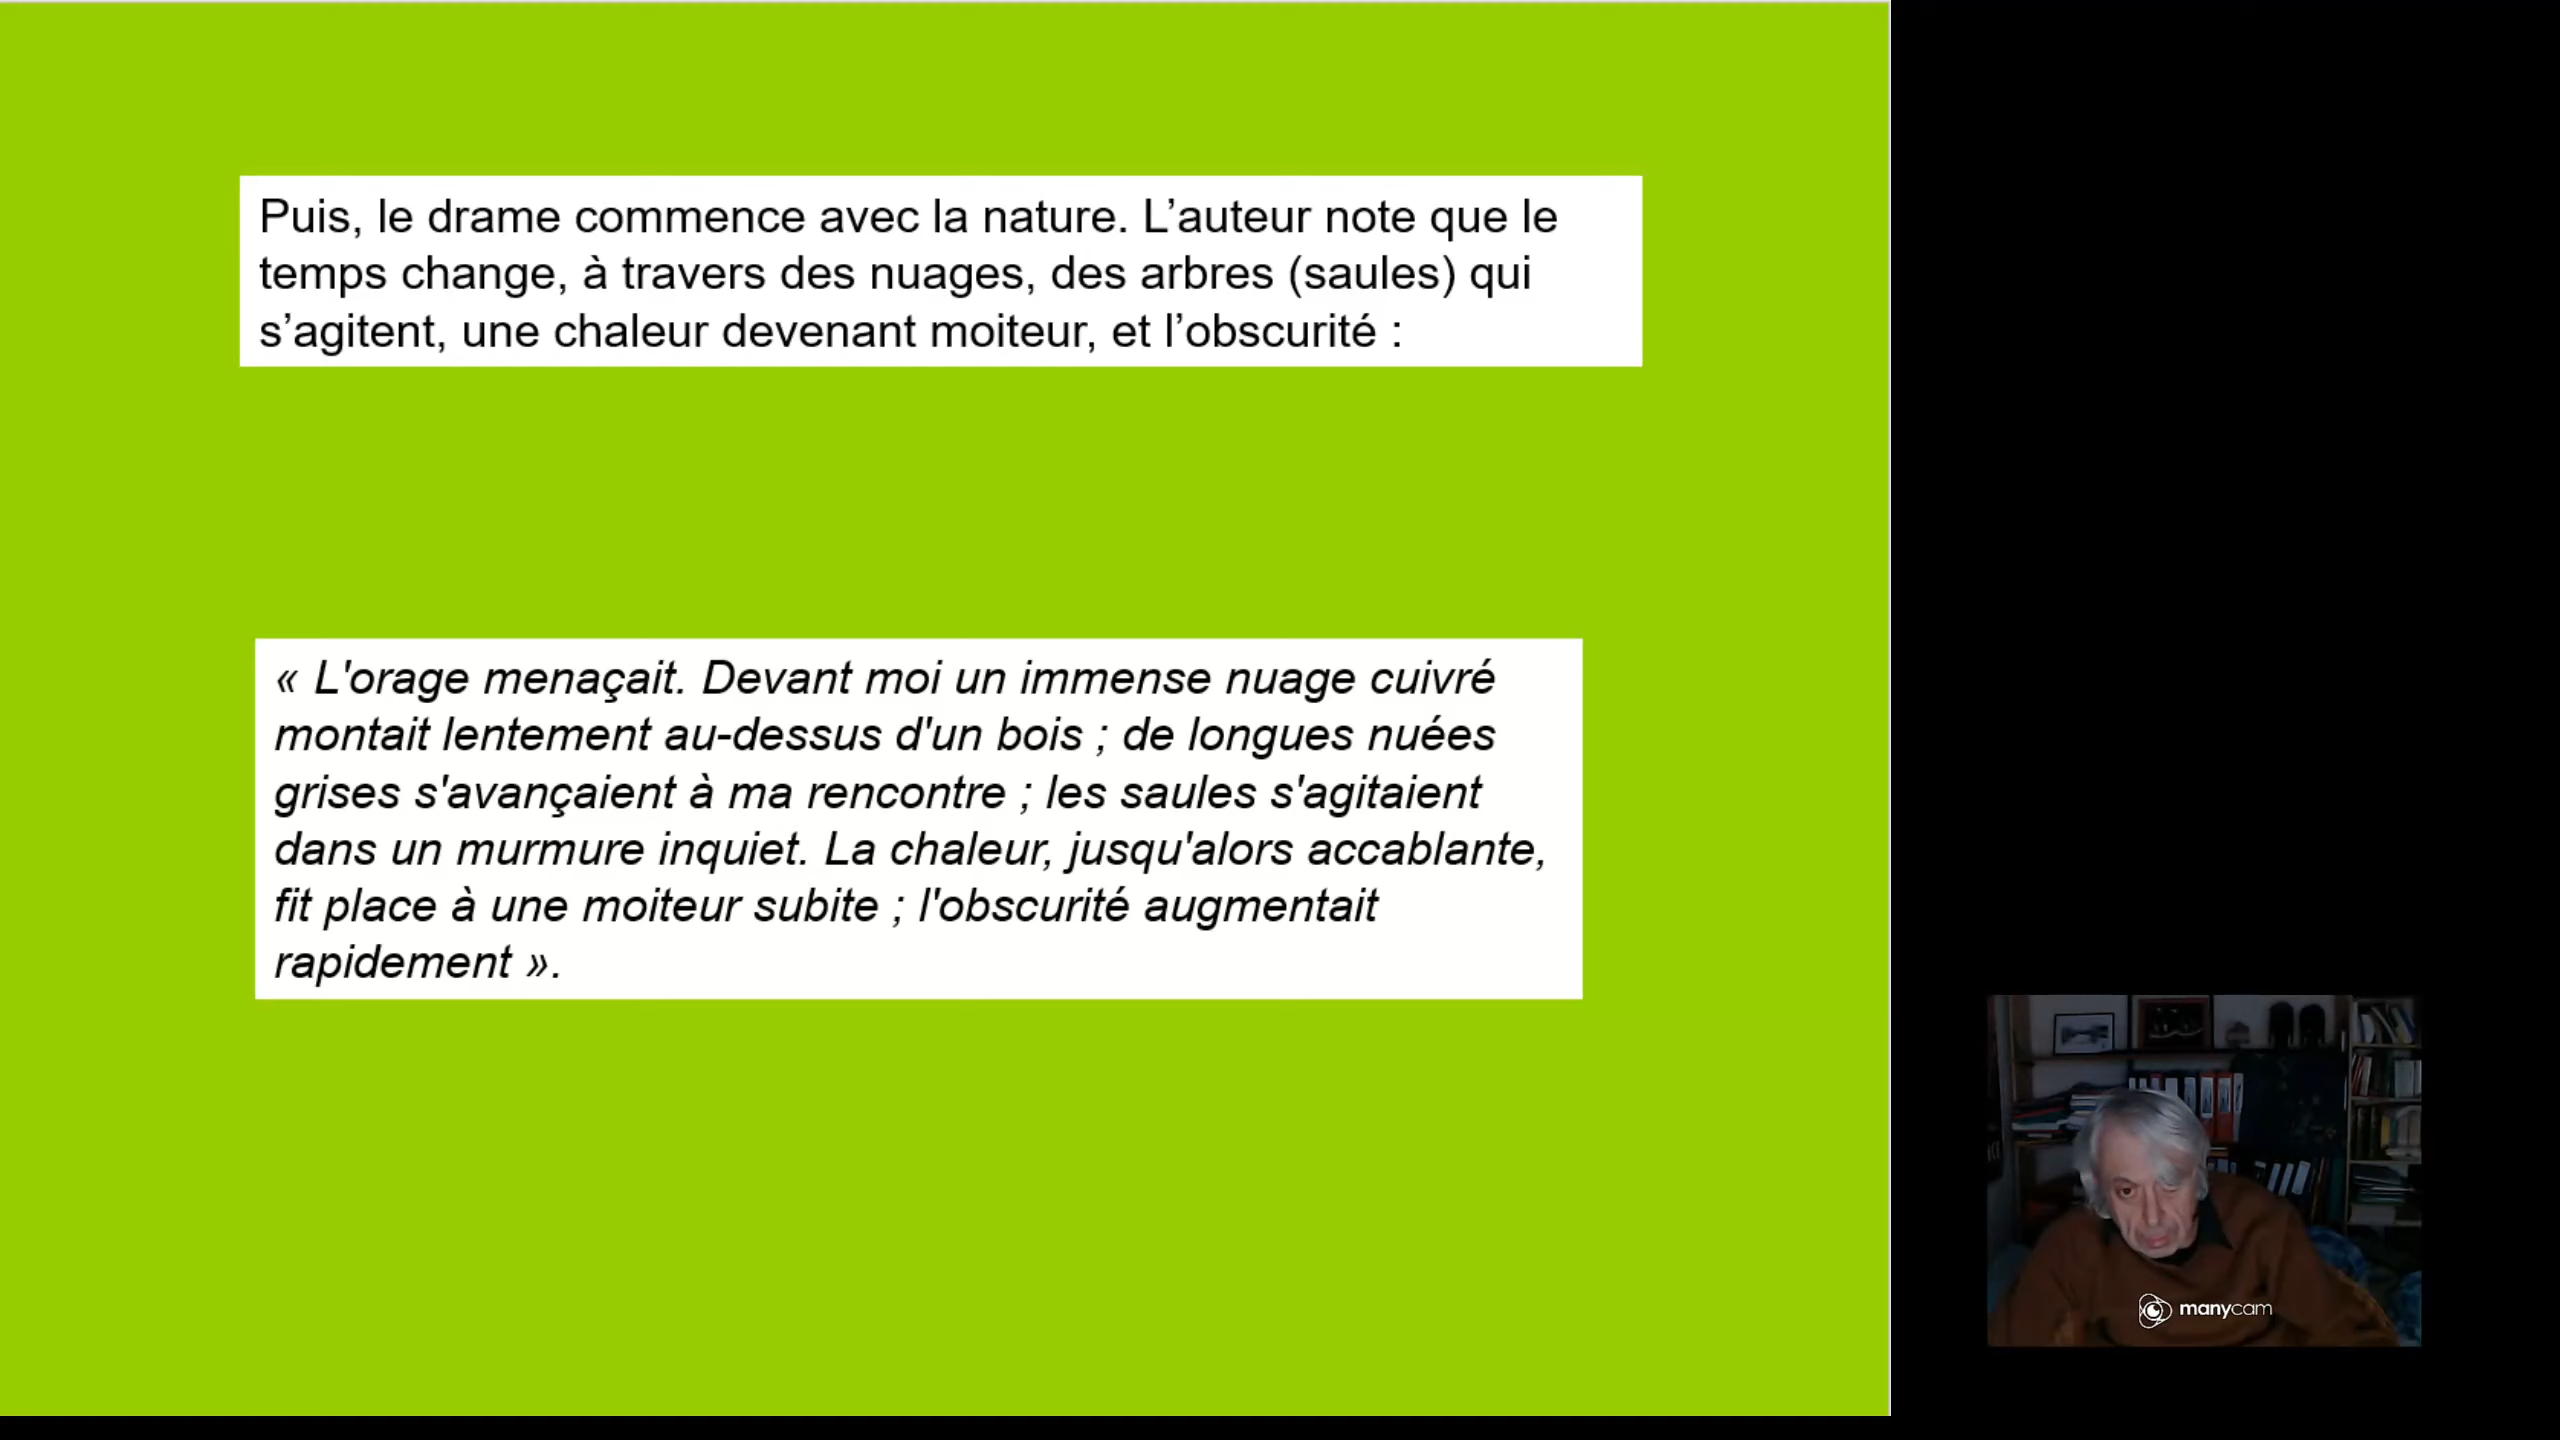 Puis, le drame commence avec la nature. L’auteur note que le
temps change, à travers des nuages, des arbres (saules) qui
s’agitent, une chaleur devenant moiteur, et l’obscurité :
« L'orage menaçait. Devant moi un immense nuage cuivré
montait lentement au-dessus d'un bois ; de longues nuées
grises s'avançaient à ma rencontre ; les saules s'agitaient
dans un murmure inquiet. La chaleur, jusqu'alors accablante,
fit place à une moiteur subite ; l'obscurité augmentait
rapidement ».
manycam